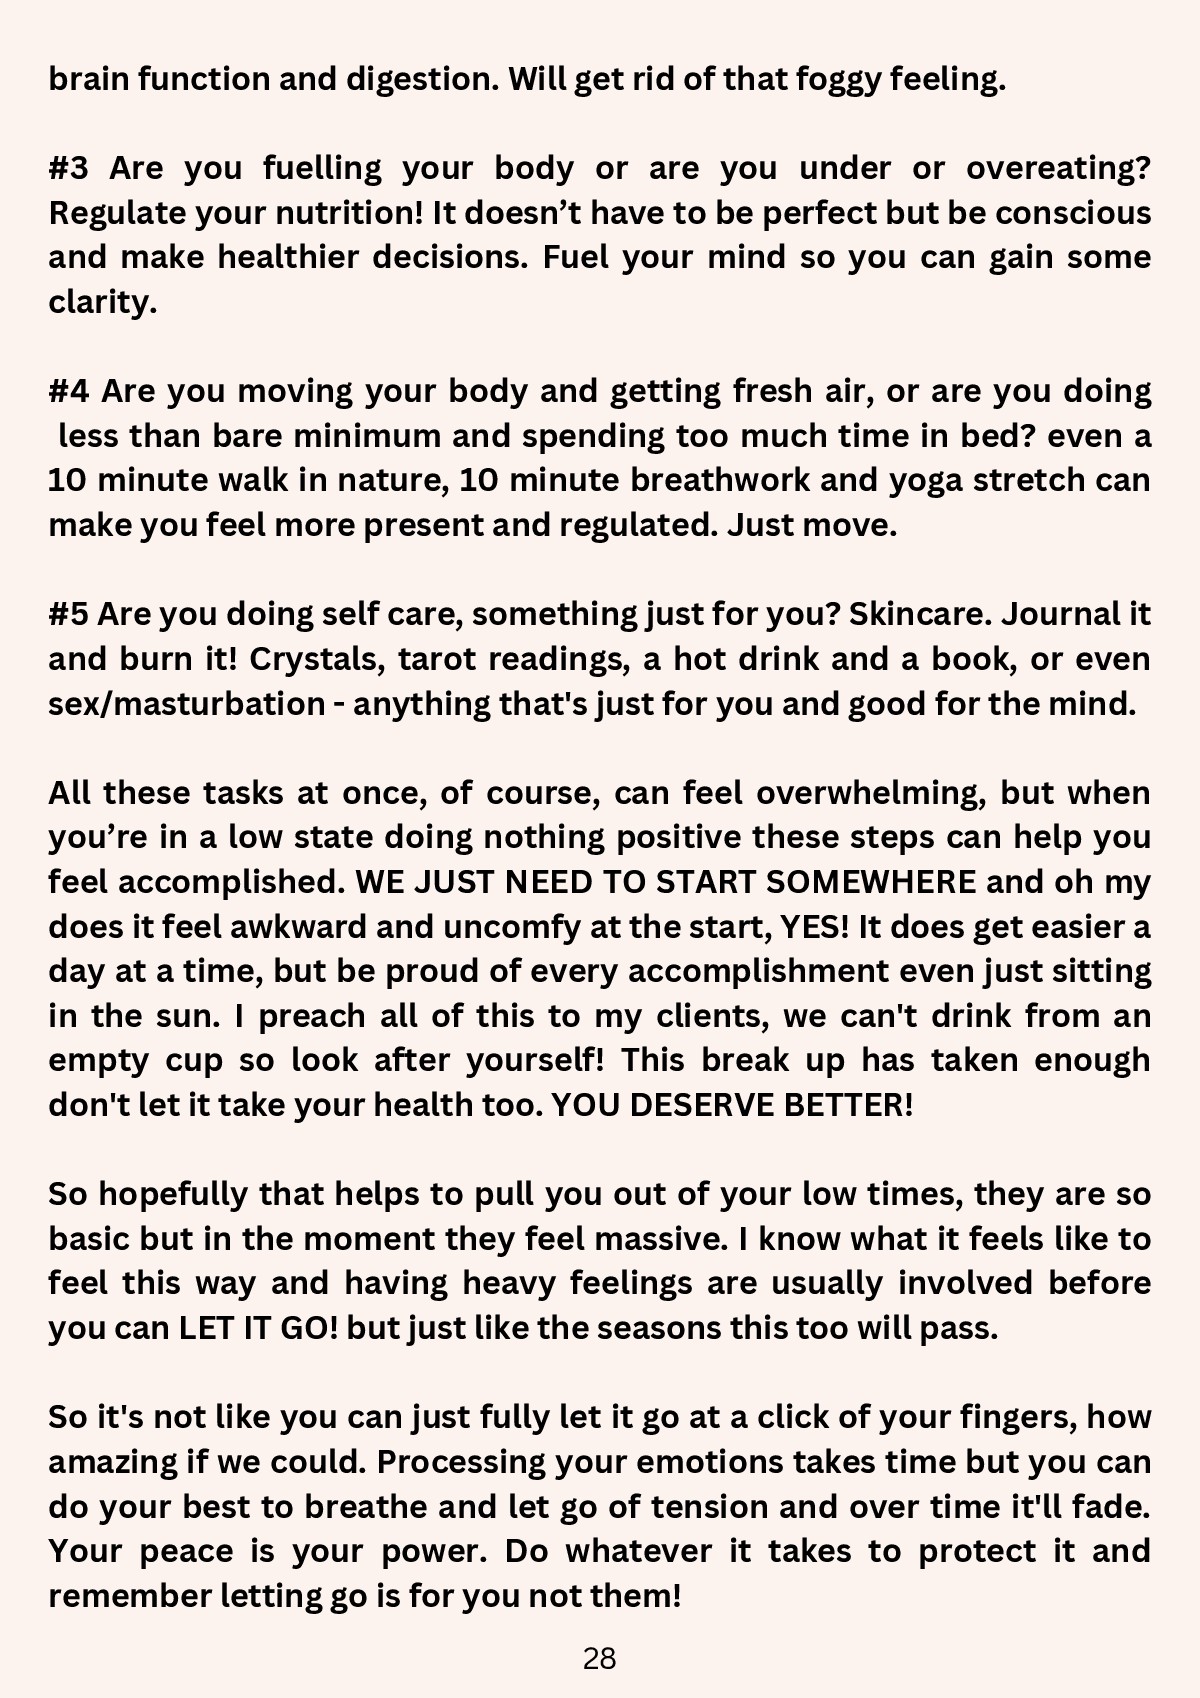 brain function and digestion. Will get rid of that foggy feeling.
#3 Are you fuelling your body or are you under or overeating?
Regulate your nutrition! It doesn’t have to be perfect but be conscious
and make healthier decisions. Fuel your mind so you can gain some
clarity.
#4 Are you moving your body and getting fresh air, or are you doing
less than bare minimum and spending too much time in bed? even a
10 minute walk in nature, 10 minute breathwork and yoga stretch can
make you feel more present and regulated. Just move.
#5 Are you doing self care, something just for you? Skincare. Journal it
and burn it! Crystals, tarot readings, a hot drink and a book, or even
sex/masturbation - anything that's just for you and good for the mind.
All these tasks at once, of course, can feel overwhelming, but when
you’re in a low state doing nothing positive these steps can help you
feel accomplished. WE JUST NEED TO START SOMEWHERE and oh my
does it feel awkward and uncomfy at the start, YES! It does get easier a
day at a time, but be proud of every accomplishment even just sitting
in the sun. I preach all of this to my clients, we can't drink from an
empty cup so look after yourself! This break up has taken enough
don't let it take your health too. YOU DESERVE BETTER!
So hopefully that helps to pull you out of your low times, they are so
basic but in the moment they feel massive. I know what it feels like to
feel this way and having heavy feelings are usually involved before
you can LET IT GO! but just like the seasons this too will pass.
So it's not like you can just fully let it go at a click of your fingers, how
amazing if we could. Processing your emotions takes time but you can
do your best to breathe and let go of tension and over time it'll fade.
Your peace is your power. Do whatever it takes to protect it and
remember letting go is for you not them!
28